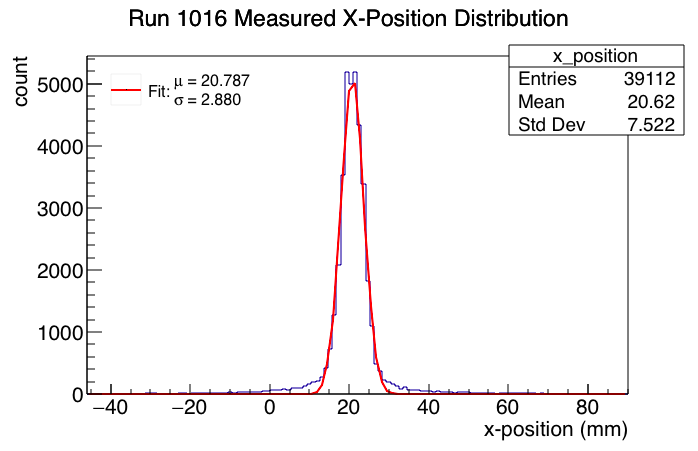 Run 1016 Measured X-Position Distribution
count
x_position
Entries 39112
Mean 20.62
Std Dev 7.522
Fit: μ = 20.787
σ = 2.880
5000
4000
3000
2000
1000
0
−40 −20 0 20 40 60 80
x-position (mm)